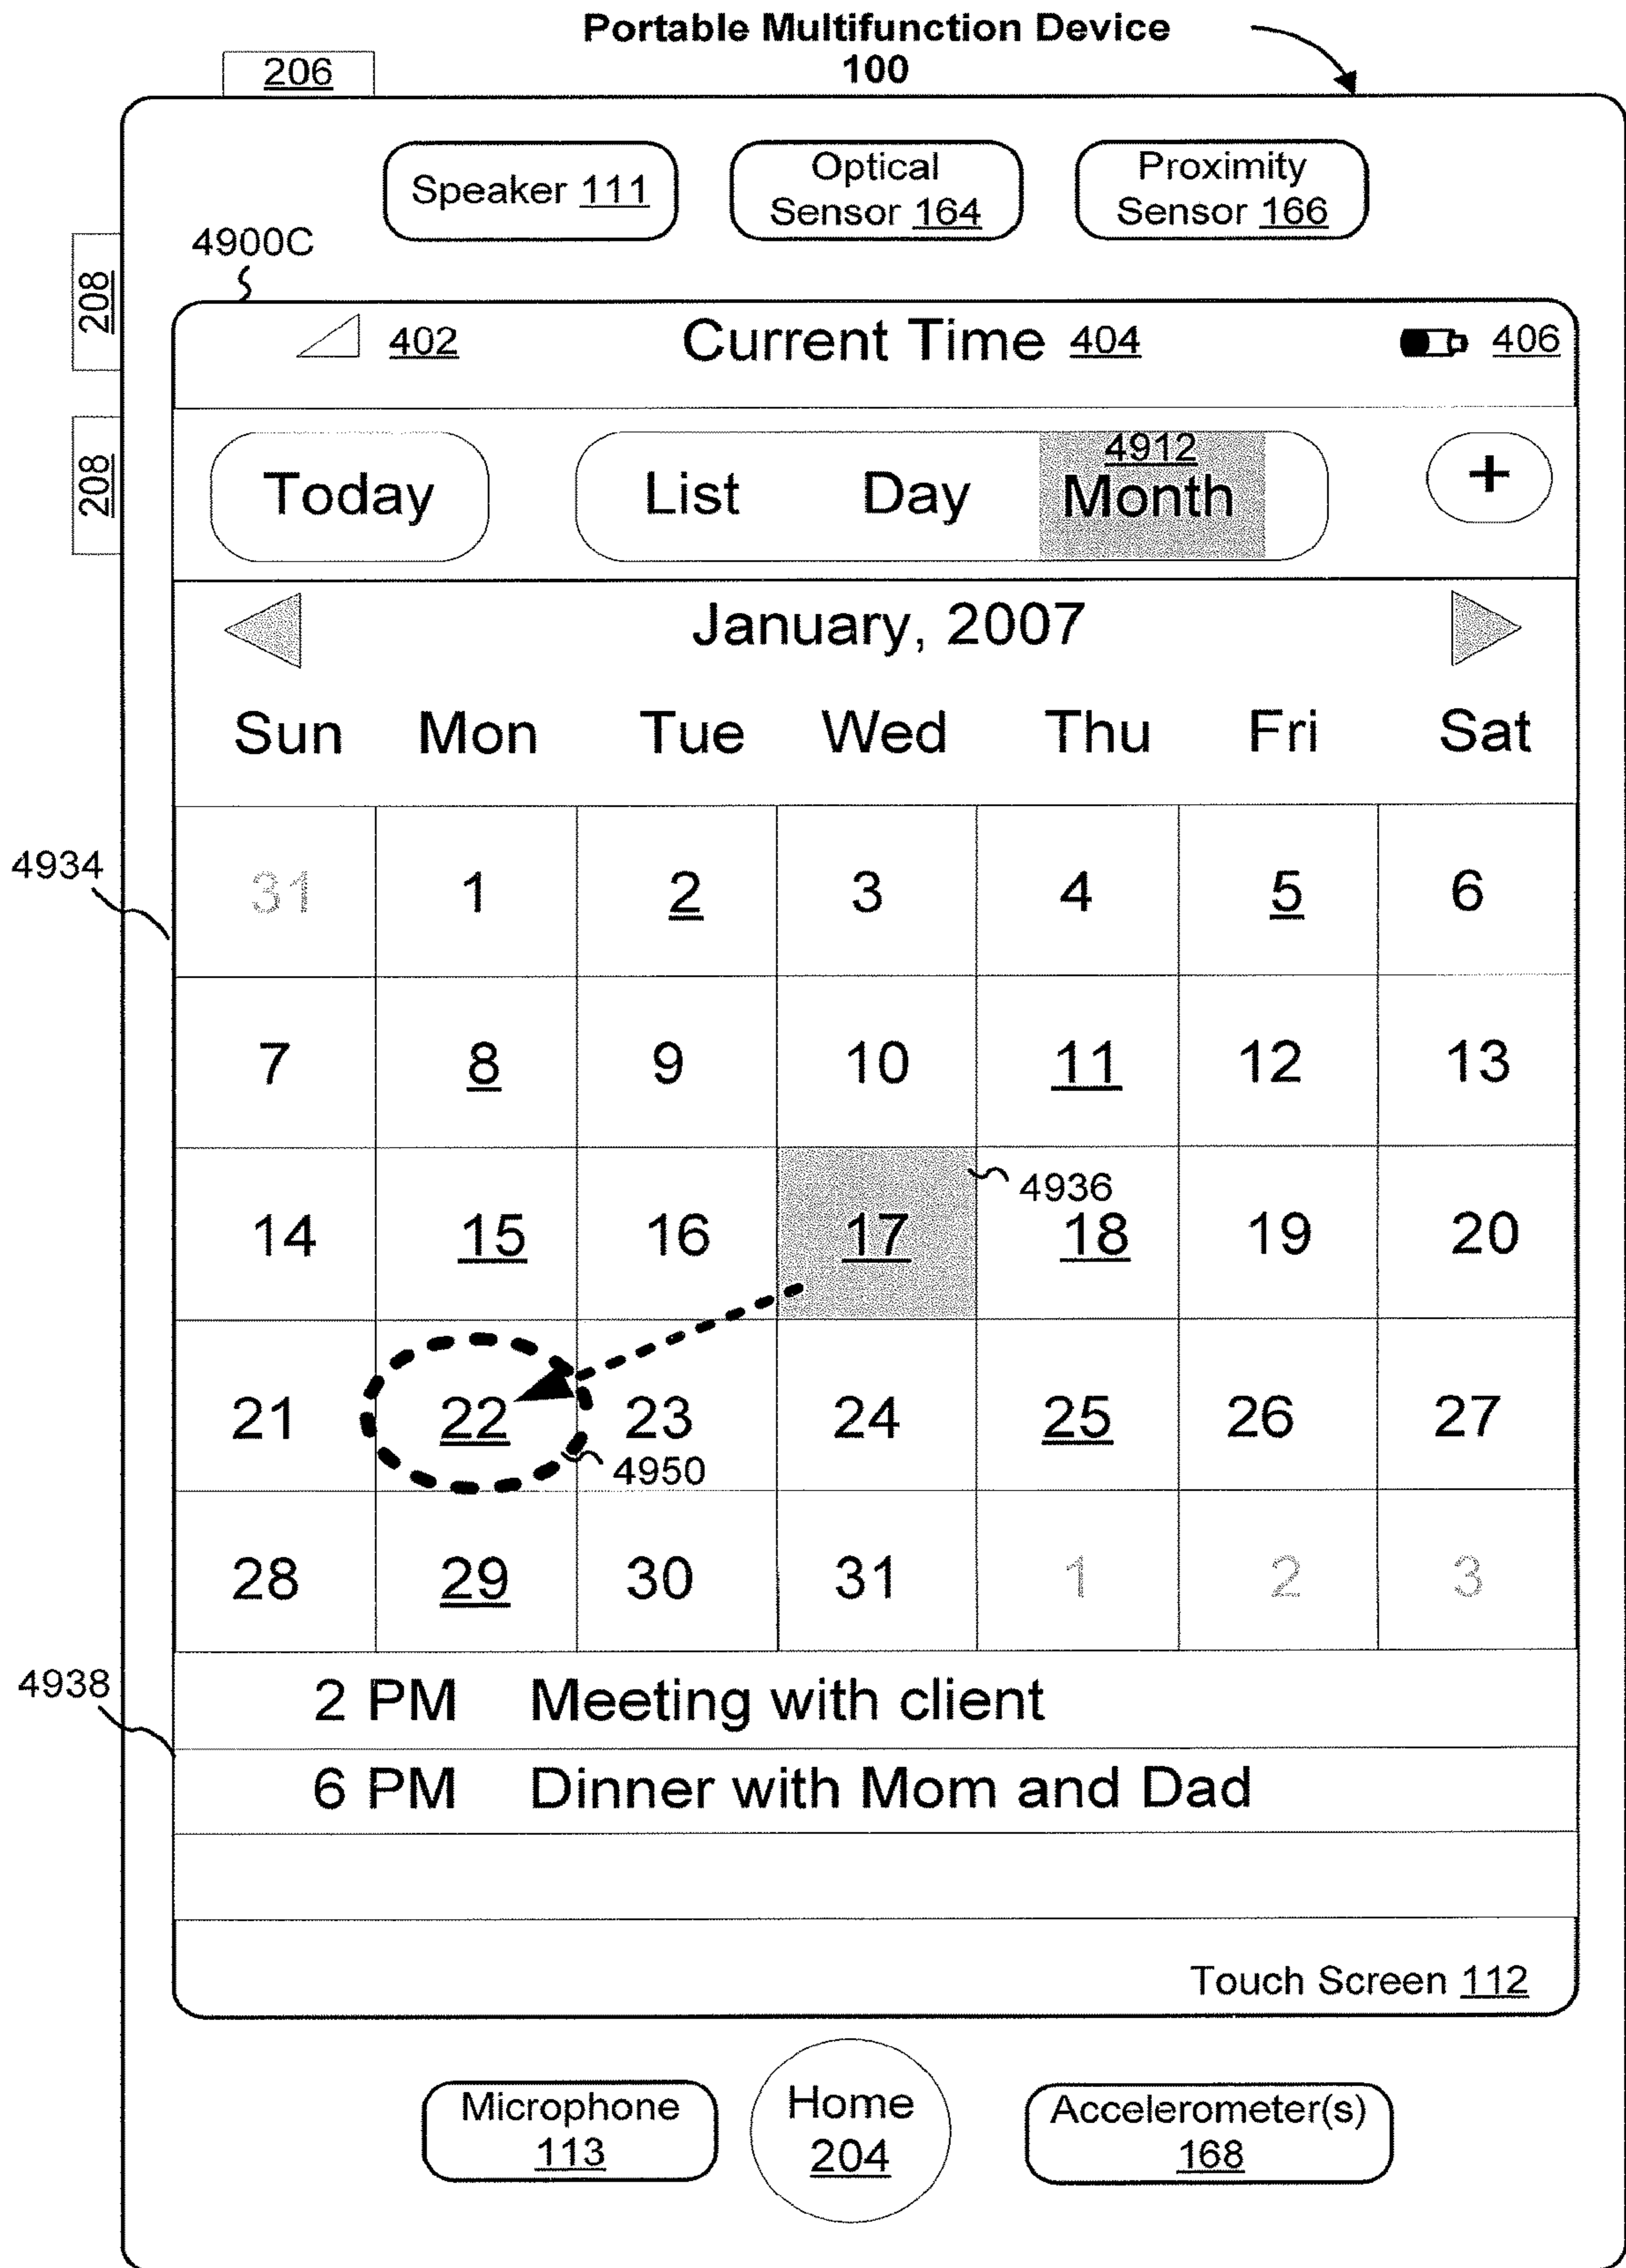 Portable Multifunction Device
100
206
Speaker 111
Optical
Sensor 164
Proximity
Sensor 166
4900C
208
402
Current Time 404
406
208
Today
List
Day
4912
Month
+
January, 2007
Sun Mon Tue Wed Thu Fri Sat
4934
31 1 2 3 4 5 6
7 8 9 10 11 12 13
4936
14 15 16 17 18 19 20
21 22 23 24 25 26 27
4950
28 29 30 31 1 2 3
4938
2 PM Meeting with client
6 PM Dinner with Mom and Dad
Touch Screen 112
Microphone
113
Home
204
Accelerometer(s)
168